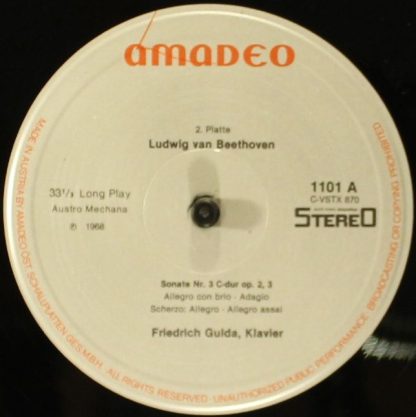 amadeo
2. Platte
Ludwig van Beethoven
33⅓ Long Play
Austro Mechana
℗ 1968
1101 A
C-VSTX 870
STEREO
Sonate Nr. 3 C-dur op. 2, 3
Allegro con brio - Adagio
Scherzo: Allegro - Allegro assai
Friedrich Gulda, Klavier
MADE IN AUSTRIA BY AMADEO ÖST. SCHALLPLATTEN GES.M.B.H. · ALL RIGHTS RESERVED · UNAUTHORIZED PUBLIC PERFORMANCE · BROADCASTING OR COPYING PROHIBITED